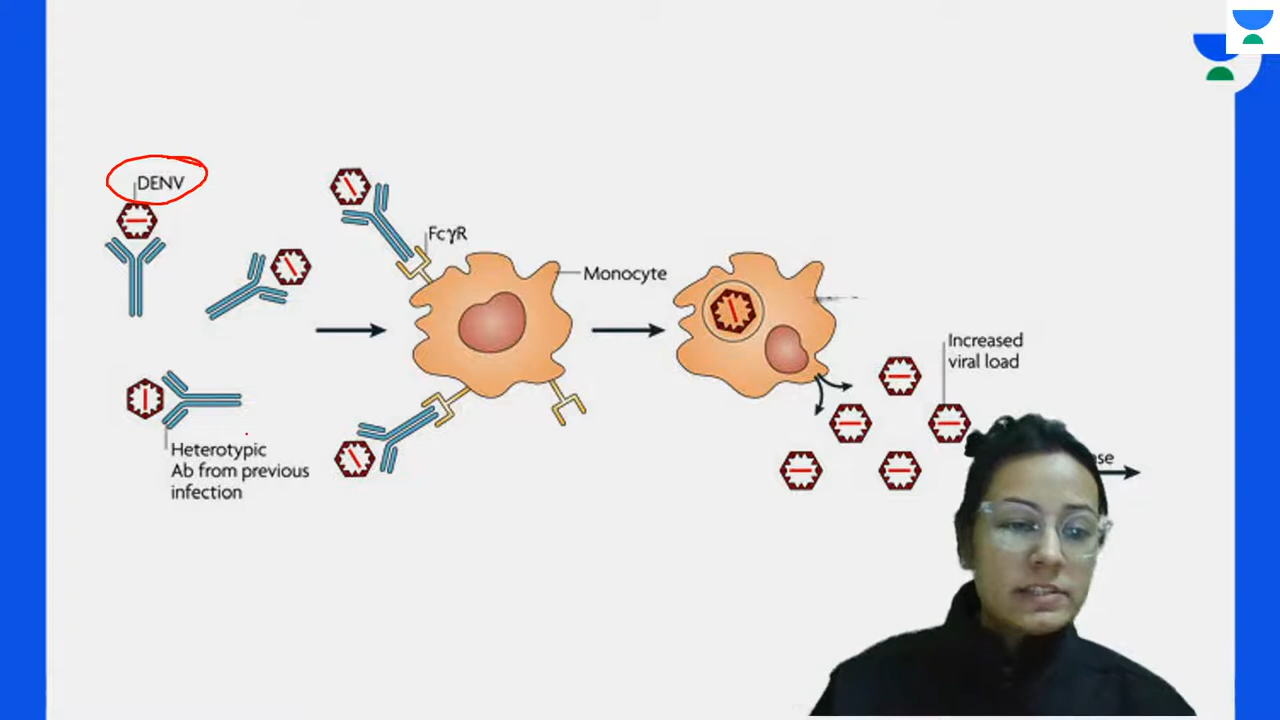 DENV
FcγR
Monocyte
Increased
viral load
Heterotypic
Ab from previous
infection